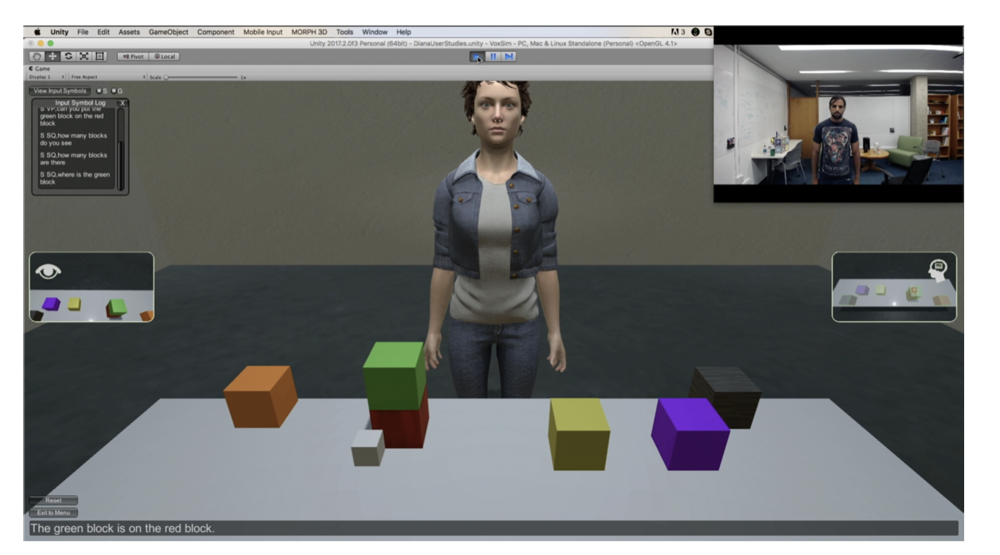 Unity File Edit Assets GameObject Component Mobile Input MORPH 3D Tools Window Help
3
Unity 2017.2.0f3 Personal (64bit) - DianaUserStudies.unity - VoxSim - PC, Mac & Linux Standalone (Personal) <OpenGL 4.1>
Pivot Local
Game
Display 1 Free Aspect Scale 1x
View Input Symbols S G
Input Symbol Log X
S VP,can you put the
green block on the red
block
S SQ,how many blocks
do you see
S SQ,how many blocks
are there
S SQ,where is the green
block
Reset
Exit to Menu
The green block is on the red block.